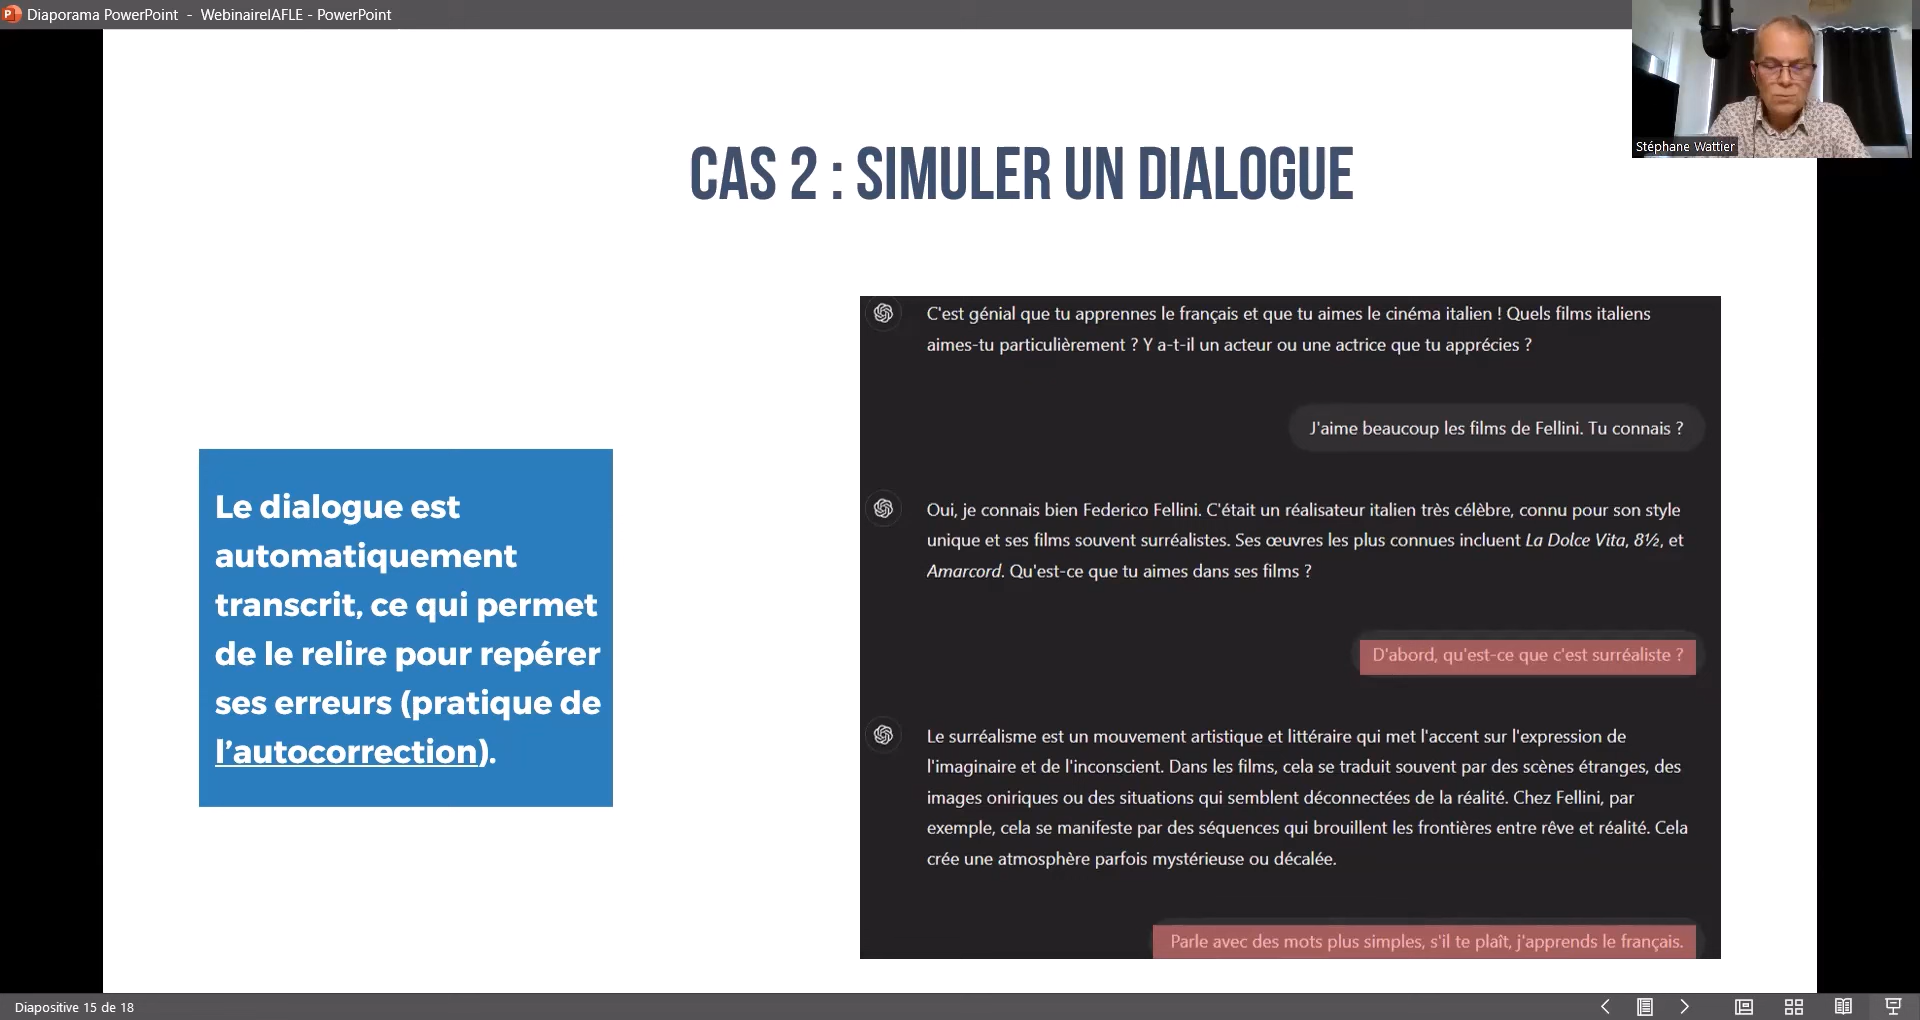 Diaporama PowerPoint - WebinaireIAFLE - PowerPoint
Stéphane Wattier
CAS 2 : SIMULER UN DIALOGUE
Le dialogue est
automatiquement
transcrit, ce qui permet
de le relire pour repérer
ses erreurs (pratique de
l’autocorrection).
C'est génial que tu apprennes le français et que tu aimes le cinéma italien ! Quels films italiens
aimes-tu particulièrement ? Y a-t-il un acteur ou une actrice que tu apprécies ?
J'aime beaucoup les films de Fellini. Tu connais ?
Oui, je connais bien Federico Fellini. C'était un réalisateur italien très célèbre, connu pour son style
unique et ses films souvent surréalistes. Ses œuvres les plus connues incluent La Dolce Vita, 8½, et
Amarcord. Qu'est-ce que tu aimes dans ses films ?
D'abord, qu'est-ce que c'est surréaliste ?
Le surréalisme est un mouvement artistique et littéraire qui met l'accent sur l'expression de
l'imaginaire et de l'inconscient. Dans les films, cela se traduit souvent par des scènes étranges, des
images oniriques ou des situations qui semblent déconnectées de la réalité. Chez Fellini, par
exemple, cela se manifeste par des séquences qui brouillent les frontières entre rêve et réalité. Cela
crée une atmosphère parfois mystérieuse ou décalée.
Parle avec des mots plus simples, s'il te plaît, j'apprends le français.
Diapositive 15 de 18